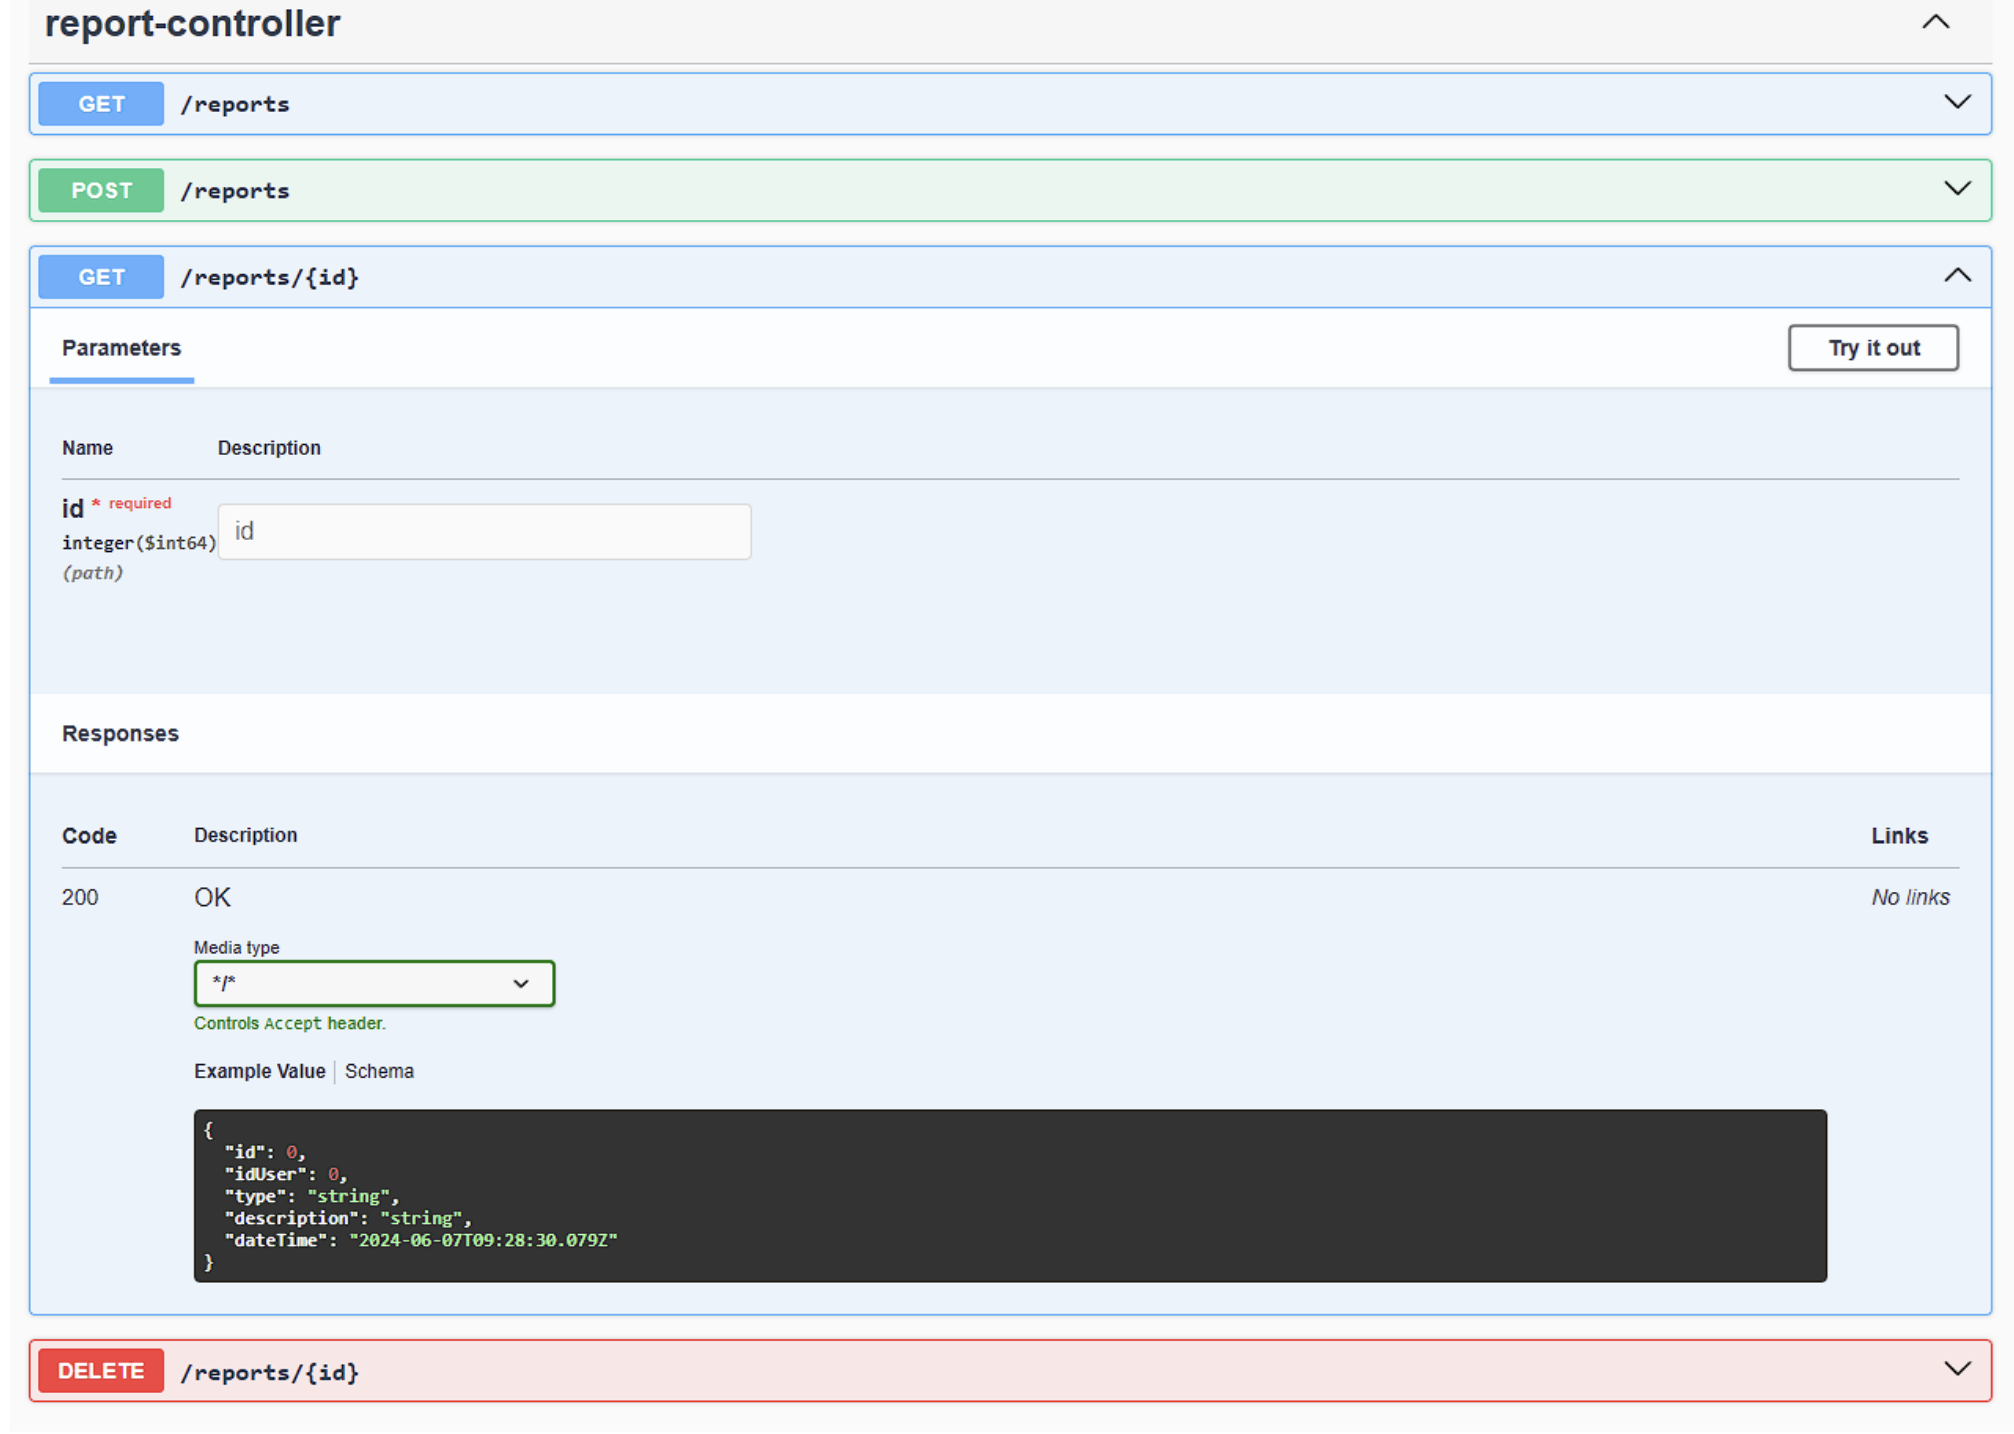 report-controller
GET /reports
POST /reports
GET /reports/{id}
Parameters
Try it out
Name Description
id * required
integer($int64)
(path)
id
Responses
Code Description Links
200 OK No links
Media type
*/*
Controls Accept header.
Example Value Schema
{
  "id": 0,
  "idUser": 0,
  "type": "string",
  "description": "string",
  "dateTime": "2024-06-07T09:28:30.079Z"
}
DELETE /reports/{id}